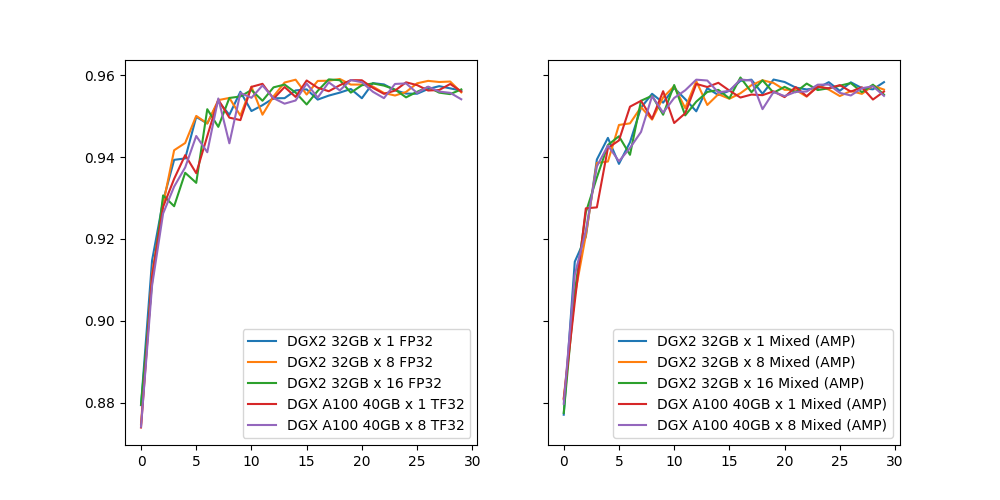 0.96
0.94
0.92
0.90
0.88
DGX2 32GB x 1 FP32
DGX2 32GB x 8 FP32
DGX2 32GB x 16 FP32
DGX A100 40GB x 1 TF32
DGX A100 40GB x 8 TF32
0 5 10 15 20 25 30
DGX2 32GB x 1 Mixed (AMP)
DGX2 32GB x 8 Mixed (AMP)
DGX2 32GB x 16 Mixed (AMP)
DGX A100 40GB x 1 Mixed (AMP)
DGX A100 40GB x 8 Mixed (AMP)
0 5 10 15 20 25 30